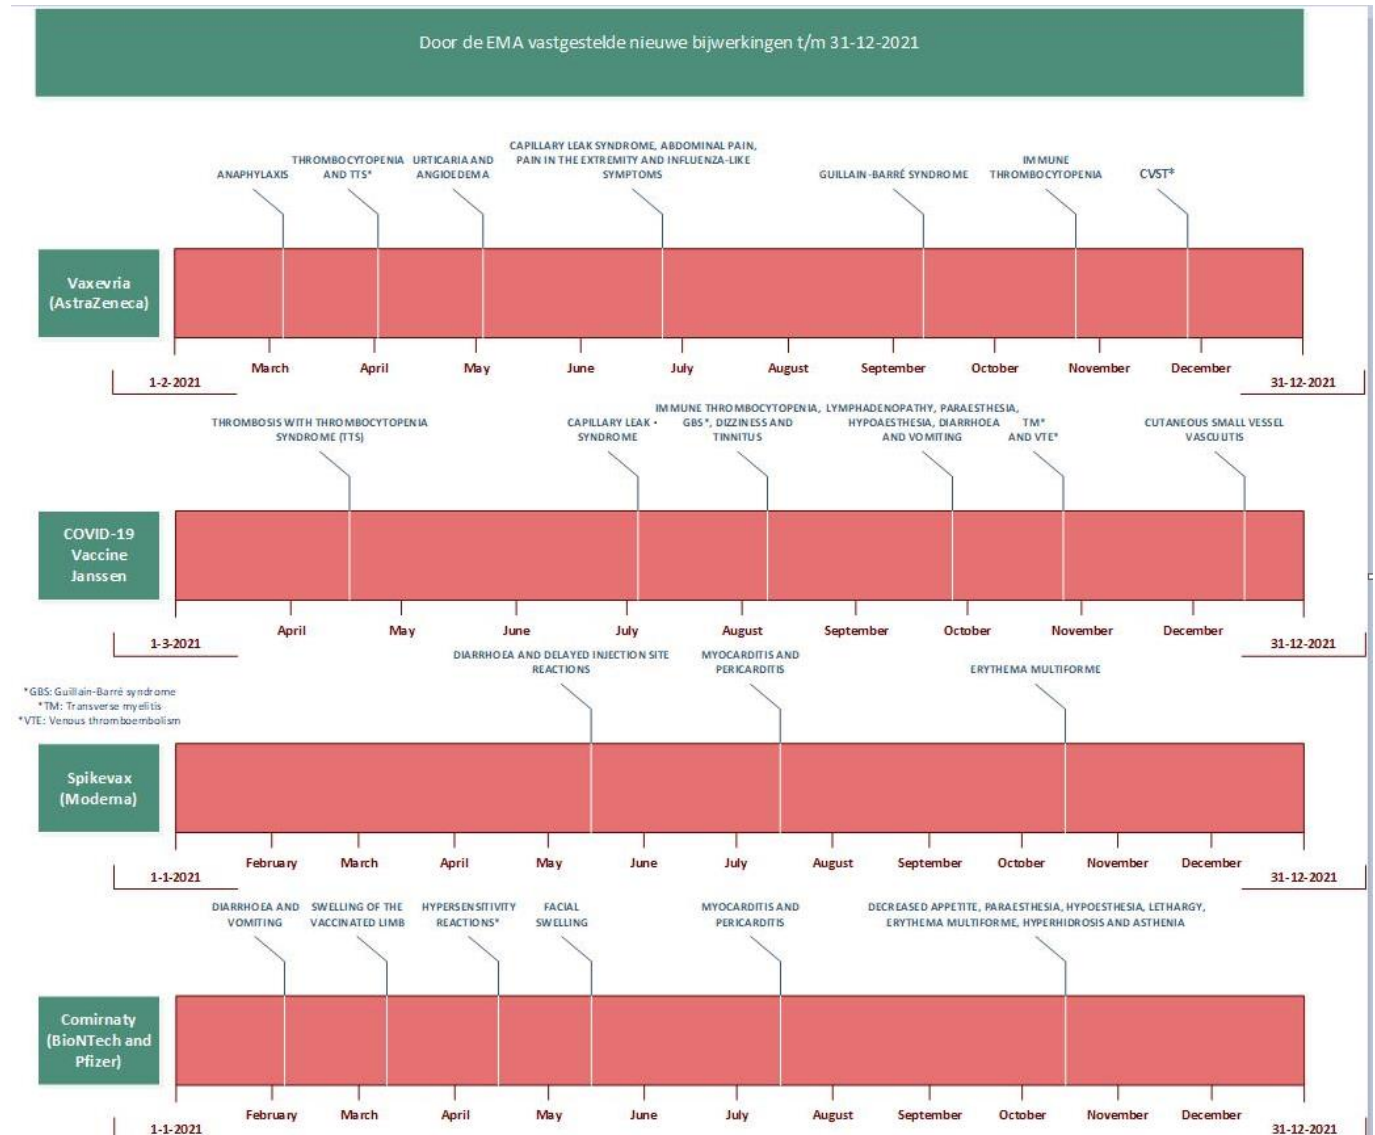 Door de EMA vastgestelde nieuwe bijwerkingen t/m 31-12-2021
ANAPHYLAXIS
THROMBOCYTOPENIA
AND TTS*
URTICARIA AND
ANGIOEDEMA
CAPILLARY LEAK SYNDROME, ABDOMINAL PAIN,
PAIN IN THE EXTREMITY AND INFLUENZA-LIKE
SYMPTOMS
GUILLAIN-BARRÉ SYNDROME
IMMUNE
THROMBOCYTOPENIA
CVST*
Vaxevria
(AstraZeneca)
March April May June July August September October November December
1-2-2021 31-12-2021
THROMBOSIS WITH THROMBOCYTOPENIA
SYNDROME (TTS)
CAPILLARY LEAK •
SYNDROME
IMMUNE THROMBOCYTOPENIA,
GBS*, DIZZINESS AND
TINNITUS
LYMPHADENOPATHY, PARAESTHESIA,
HYPOAESTHESIA, DIARRHOEA
AND VOMITING
TM*
AND VTE*
CUTANEOUS SMALL VESSEL
VASCULITIS
COVID-19
Vaccine
Janssen
April May June July August September October November December
1-3-2021 31-12-2021
DIARRHOEA AND DELAYED INJECTION SITE
REACTIONS
MYOCARDITIS AND
PERICARDITIS
ERYTHEMA MULTIFORME
*GBS: Guillain-Barré syndrome
*TM: Transverse myelitis
*VTE: Venous thromboembolism
Spikevax
(Moderna)
February March April May June July August September October November December
1-1-2021 31-12-2021
DIARRHOEA AND
VOMITING
SWELLING OF THE
VACCINATED LIMB
HYPERSENSITIVITY
REACTIONS*
FACIAL
SWELLING
MYOCARDITIS AND
PERICARDITIS
DECREASED APPETITE, PARAESTHESIA, HYPOESTHESIA, LETHARGY,
ERYTHEMA MULTIFORME, HYPERHIDROSIS AND ASTHENIA
Comirnaty
(BioNTech and
Pfizer)
February March April May June July August September October November December
1-1-2021 31-12-2021